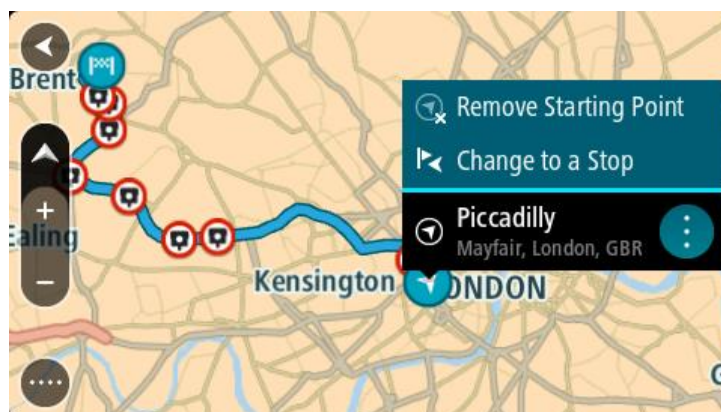 Brent
Remove Starting Point
Change to a Stop
Piccadilly
Mayfair, London, GBR
Ealing
Kensington
ONDON
G